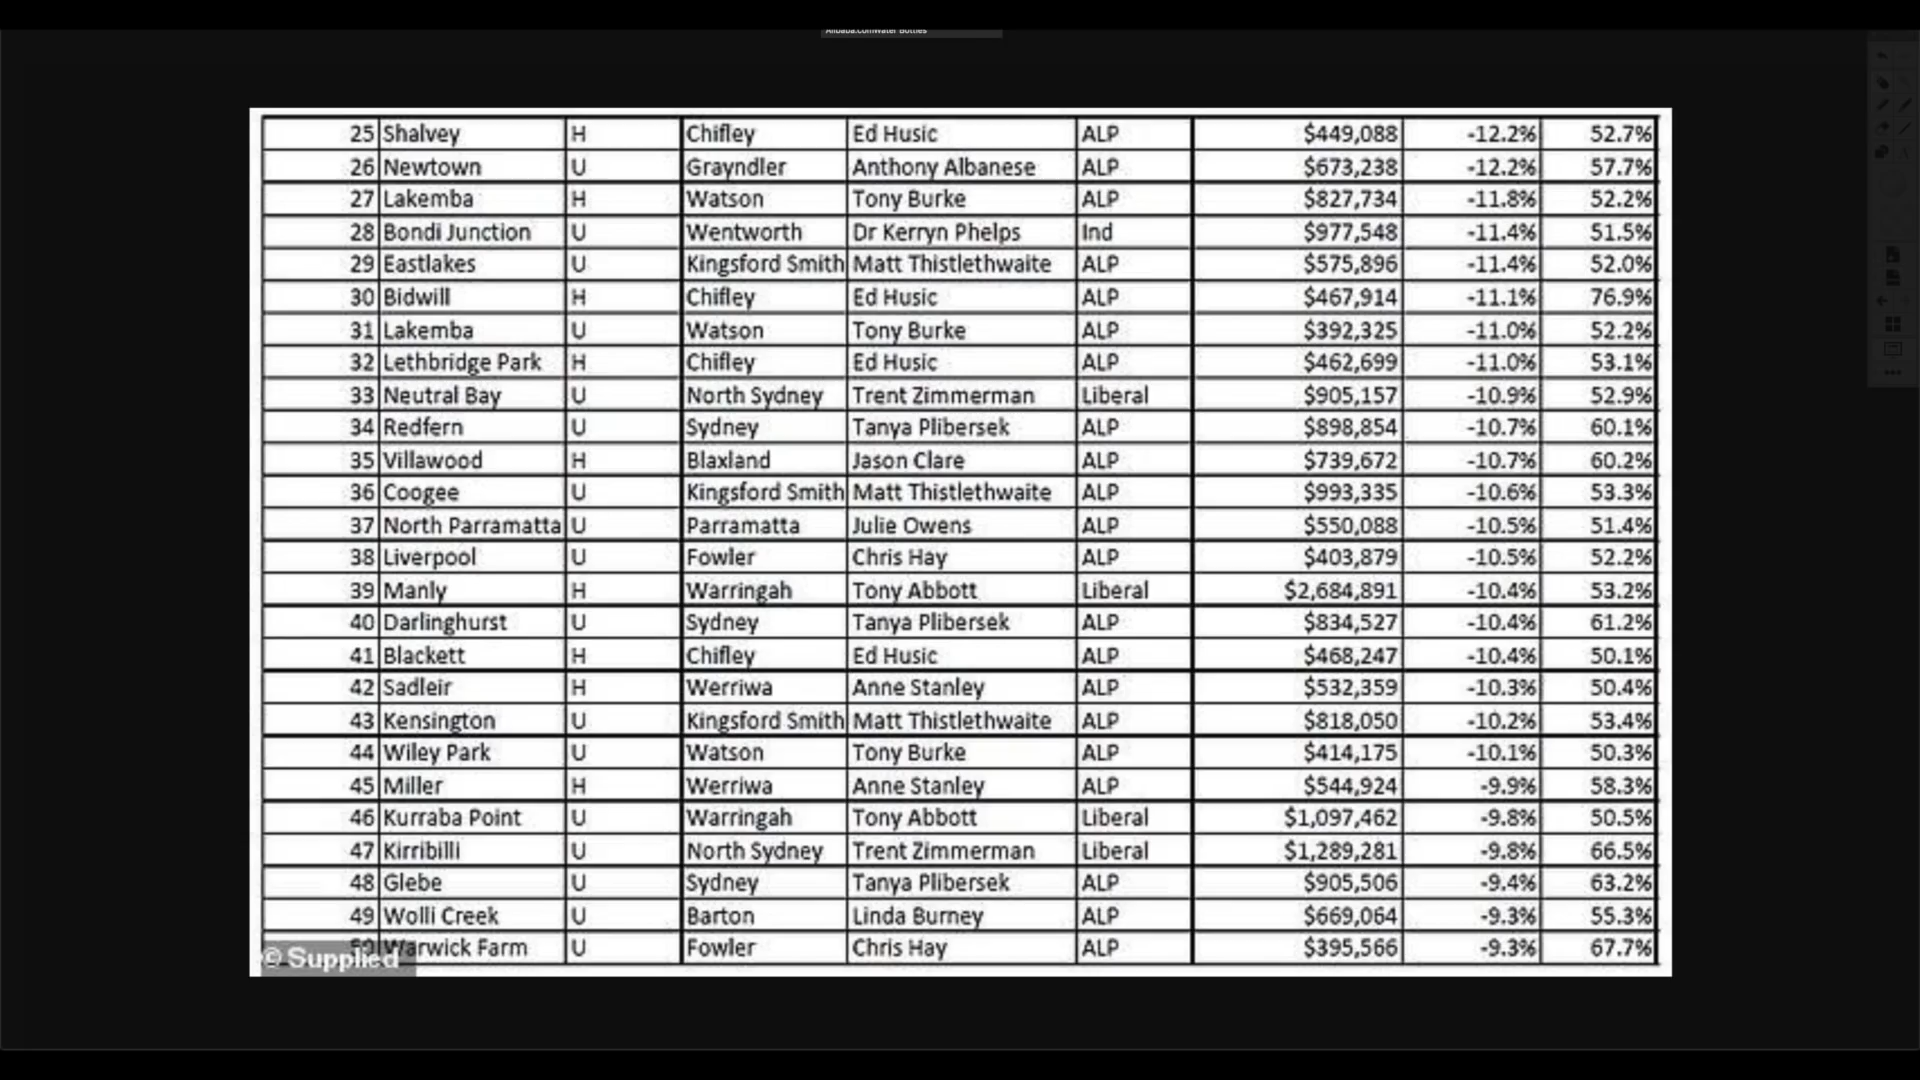 Alibaba.comWater Bottles
25 Shalvey H Chifley Ed Husic ALP $449,088 -12.2% 52.7%
26 Newtown U Grayndler Anthony Albanese ALP $673,238 -12.2% 57.7%
27 Lakemba H Watson Tony Burke ALP $827,734 -11.8% 52.2%
28 Bondi Junction U Wentworth Dr Kerryn Phelps Ind $977,548 -11.4% 51.5%
29 Eastlakes U Kingsford Smith Matt Thistlethwaite ALP $575,896 -11.4% 52.0%
30 Bidwill H Chifley Ed Husic ALP $467,914 -11.1% 76.9%
31 Lakemba U Watson Tony Burke ALP $392,325 -11.0% 52.2%
32 Lethbridge Park H Chifley Ed Husic ALP $462,699 -11.0% 53.1%
33 Neutral Bay U North Sydney Trent Zimmerman Liberal $905,157 -10.9% 52.9%
34 Redfern U Sydney Tanya Plibersek ALP $898,854 -10.7% 60.1%
35 Villawood H Blaxland Jason Clare ALP $739,672 -10.7% 60.2%
36 Coogee U Kingsford Smith Matt Thistlethwaite ALP $993,335 -10.6% 53.3%
37 North Parramatta U Parramatta Julie Owens ALP $550,088 -10.5% 51.4%
38 Liverpool U Fowler Chris Hay ALP $403,879 -10.5% 52.2%
39 Manly H Warringah Tony Abbott Liberal $2,684,891 -10.4% 53.2%
40 Darlinghurst U Sydney Tanya Plibersek ALP $834,527 -10.4% 61.2%
41 Blackett H Chifley Ed Husic ALP $468,247 -10.4% 50.1%
42 Sadleir H Werriwa Anne Stanley ALP $532,359 -10.3% 50.4%
43 Kensington U Kingsford Smith Matt Thistlethwaite ALP $818,050 -10.2% 53.4%
44 Wiley Park U Watson Tony Burke ALP $414,175 -10.1% 50.3%
45 Miller H Werriwa Anne Stanley ALP $544,924 -9.9% 58.3%
46 Kurraba Point U Warringah Tony Abbott Liberal $1,097,462 -9.8% 50.5%
47 Kirribilli U North Sydney Trent Zimmerman Liberal $1,289,281 -9.8% 66.5%
48 Glebe U Sydney Tanya Plibersek ALP $905,506 -9.4% 63.2%
49 Wolli Creek U Barton Linda Burney ALP $669,064 -9.3% 55.3%
50 Warwick Farm U Fowler Chris Hay ALP $395,566 -9.3% 67.7%
© Supplied